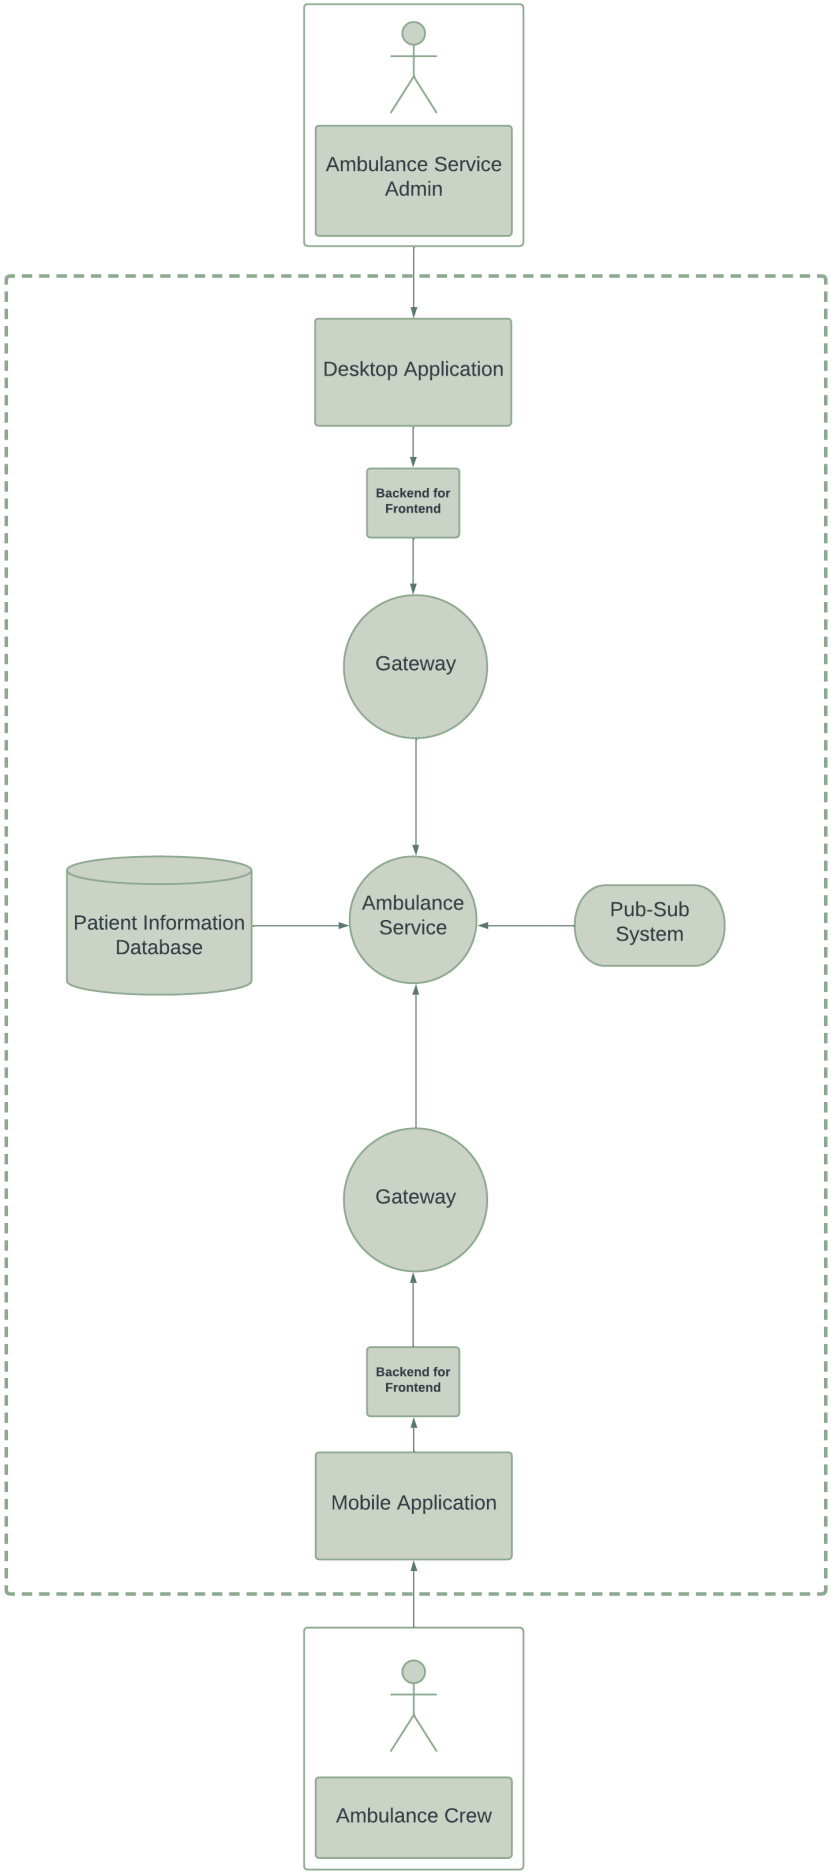 Ambulance Service
Admin
Desktop Application
Backend for
Frontend
Gateway
Patient Information
Database
Ambulance
Service
Pub-Sub
System
Gateway
Backend for
Frontend
Mobile Application
Ambulance Crew